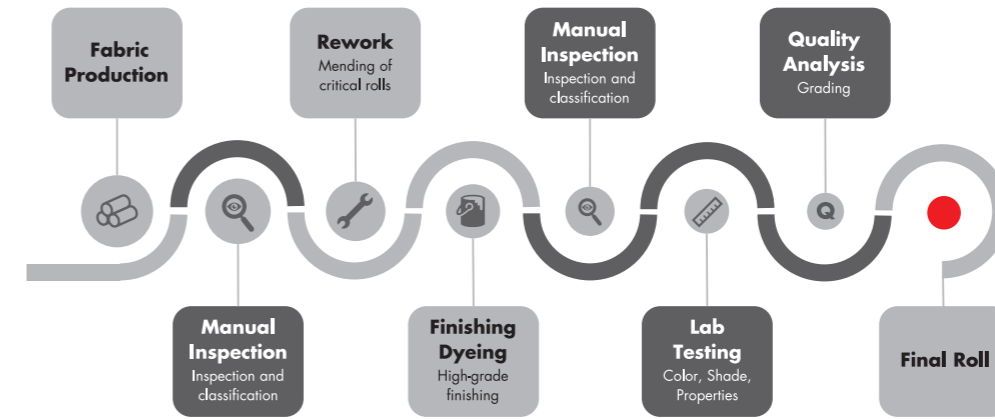 Fabric
Production
Manual
Inspection
Inspection and
classification
Rework
Mending of
critical rolls
Finishing
Dyeing
High-grade
finishing
Manual
Inspection
Inspection and
classification
Lab
Testing
Color, Shade,
Properties
Quality
Analysis
Grading
Q
Final Roll